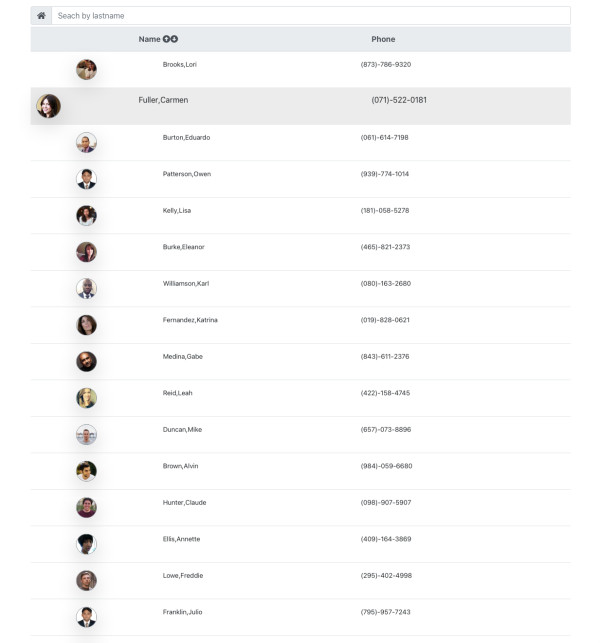 Seach by lastname
Name Phone
Brooks,Lori (873)-786-9320
Fuller,Carmen (071)-522-0181
Burton,Eduardo (061)-614-7198
Patterson,Owen (939)-774-1014
Kelly,Lisa (181)-058-5278
Burke,Eleanor (465)-821-2373
Williamson,Karl (080)-163-2680
Fernandez,Katrina (019)-828-0621
Medina,Gabe (843)-611-2376
Reid,Leah (422)-158-4745
Duncan,Mike (657)-073-8896
Brown,Alvin (984)-059-6680
Hunter,Claude (098)-907-5907
Ellis,Annette (409)-164-3869
Lowe,Freddie (295)-402-4998
Franklin,Julio (795)-957-7243